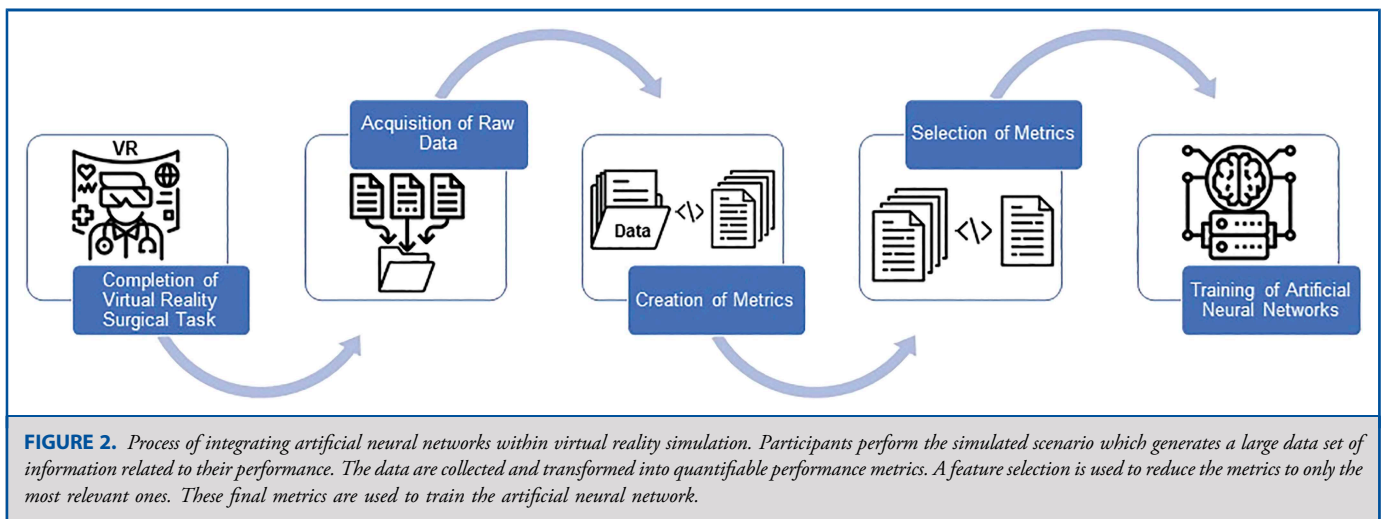 VR
Completion of
Virtual Reality
Surgical Task
Acquisition of Raw
Data
Data
</>
Creation of Metrics
Selection of Metrics
</>
Training of Artificial
Neural Networks
FIGURE 2. Process of integrating artificial neural networks within virtual reality simulation. Participants perform the simulated scenario which generates a large data set of
information related to their performance. The data are collected and transformed into quantifiable performance metrics. A feature selection is used to reduce the metrics to only the
most relevant ones. These final metrics are used to train the artificial neural network.